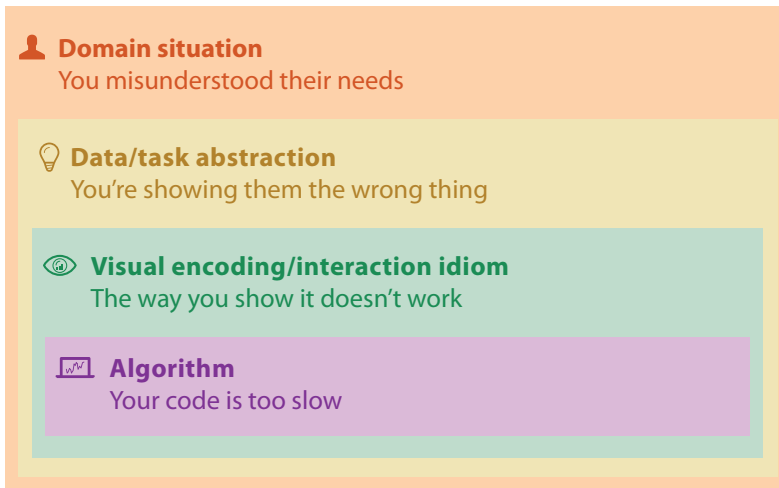 Domain situation
You misunderstood their needs
Data/task abstraction
You're showing them the wrong thing
Visual encoding/interaction idiom
The way you show it doesn't work
Algorithm
Your code is too slow